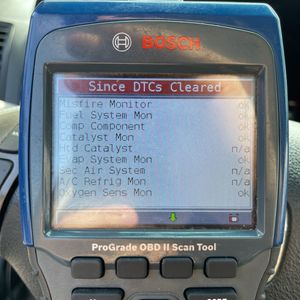 BOSCH
Since DTCs Cleared
Misfire Monitor ok
Fuel System Mon ok
Comp Component ok
Catalyst Mon ok
Htd Catalyst n/a
Evap System Mon ok
Sec Air System n/a
A/C Refrig Mon n/a
Oxygen Sens Mon ok
ProGrade OBD II Scan Tool